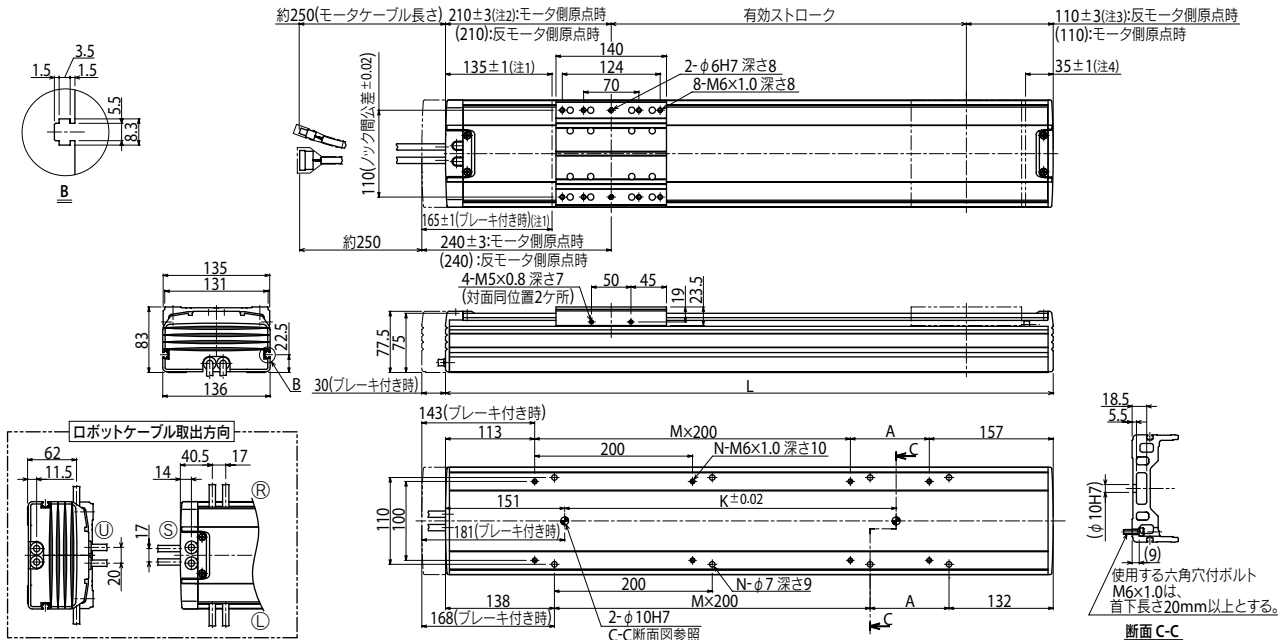 約250(モータケーブル長さ)
210±3(注2):モータ側原点時
(210):反モータ側原点時
有効ストローク
110±3(注3):反モータ側原点時
(110):モータ側原点時
3.5
1.5
1.5
5.5
8.3
B
135±1(注1)
140
124
70
2-φ6H7 深さ8
8-M6×1.0 深さ8
35±1(注4)
110(ノック間公差±0.02)
165±1(ブレーキ付き時)(注1)
約250
240±3:モータ側原点時
(240):反モータ側原点時
135
131
83
22.5
136
B
4-M5×0.8 深さ7
(対面同位置2ケ所)
50
45
19
23.5
77.5
75
30(ブレーキ付き時)
L
ロボットケーブル取出方向
62
11.5
Ⓤ
20
40.5
17
14
17
Ⓢ
Ⓡ
Ⓛ
143(ブレーキ付き時)
113
M×200
A
157
200
N-M6×1.0 深さ10
C
151
K±0.02
110
100
181(ブレーキ付き時)
200
N-φ7 深さ9
138
M×200
A
132
168(ブレーキ付き時)
2-φ10H7
C-C断面図参照
C
18.5
5.5
(φ10H7)
(9)
使用する六角穴付ボルト
M6×1.0は、
首下長さ20mm以上とする。
断面 C-C